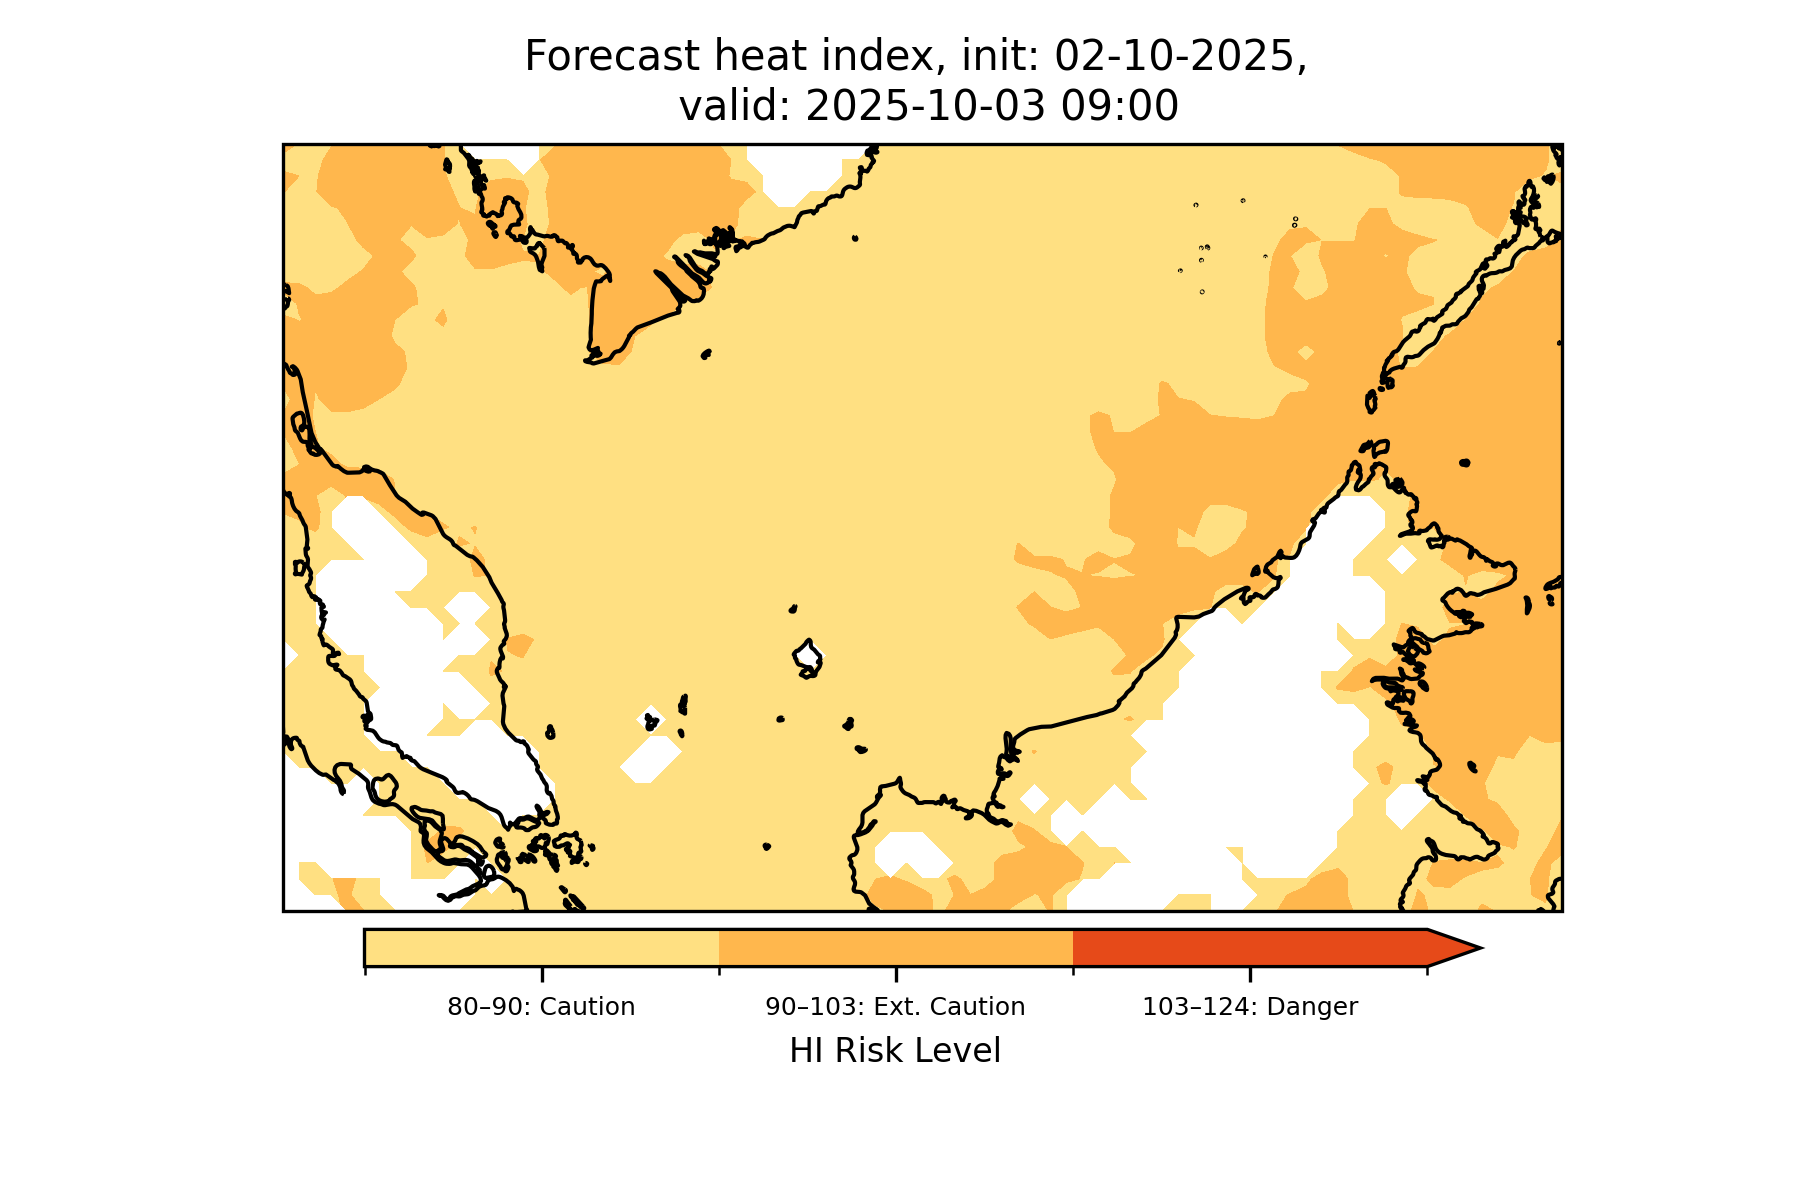 Forecast heat index, init: 02-10-2025,
valid: 2025-10-03 09:00
80–90: Caution
90–103: Ext. Caution
103–124: Danger
HI Risk Level